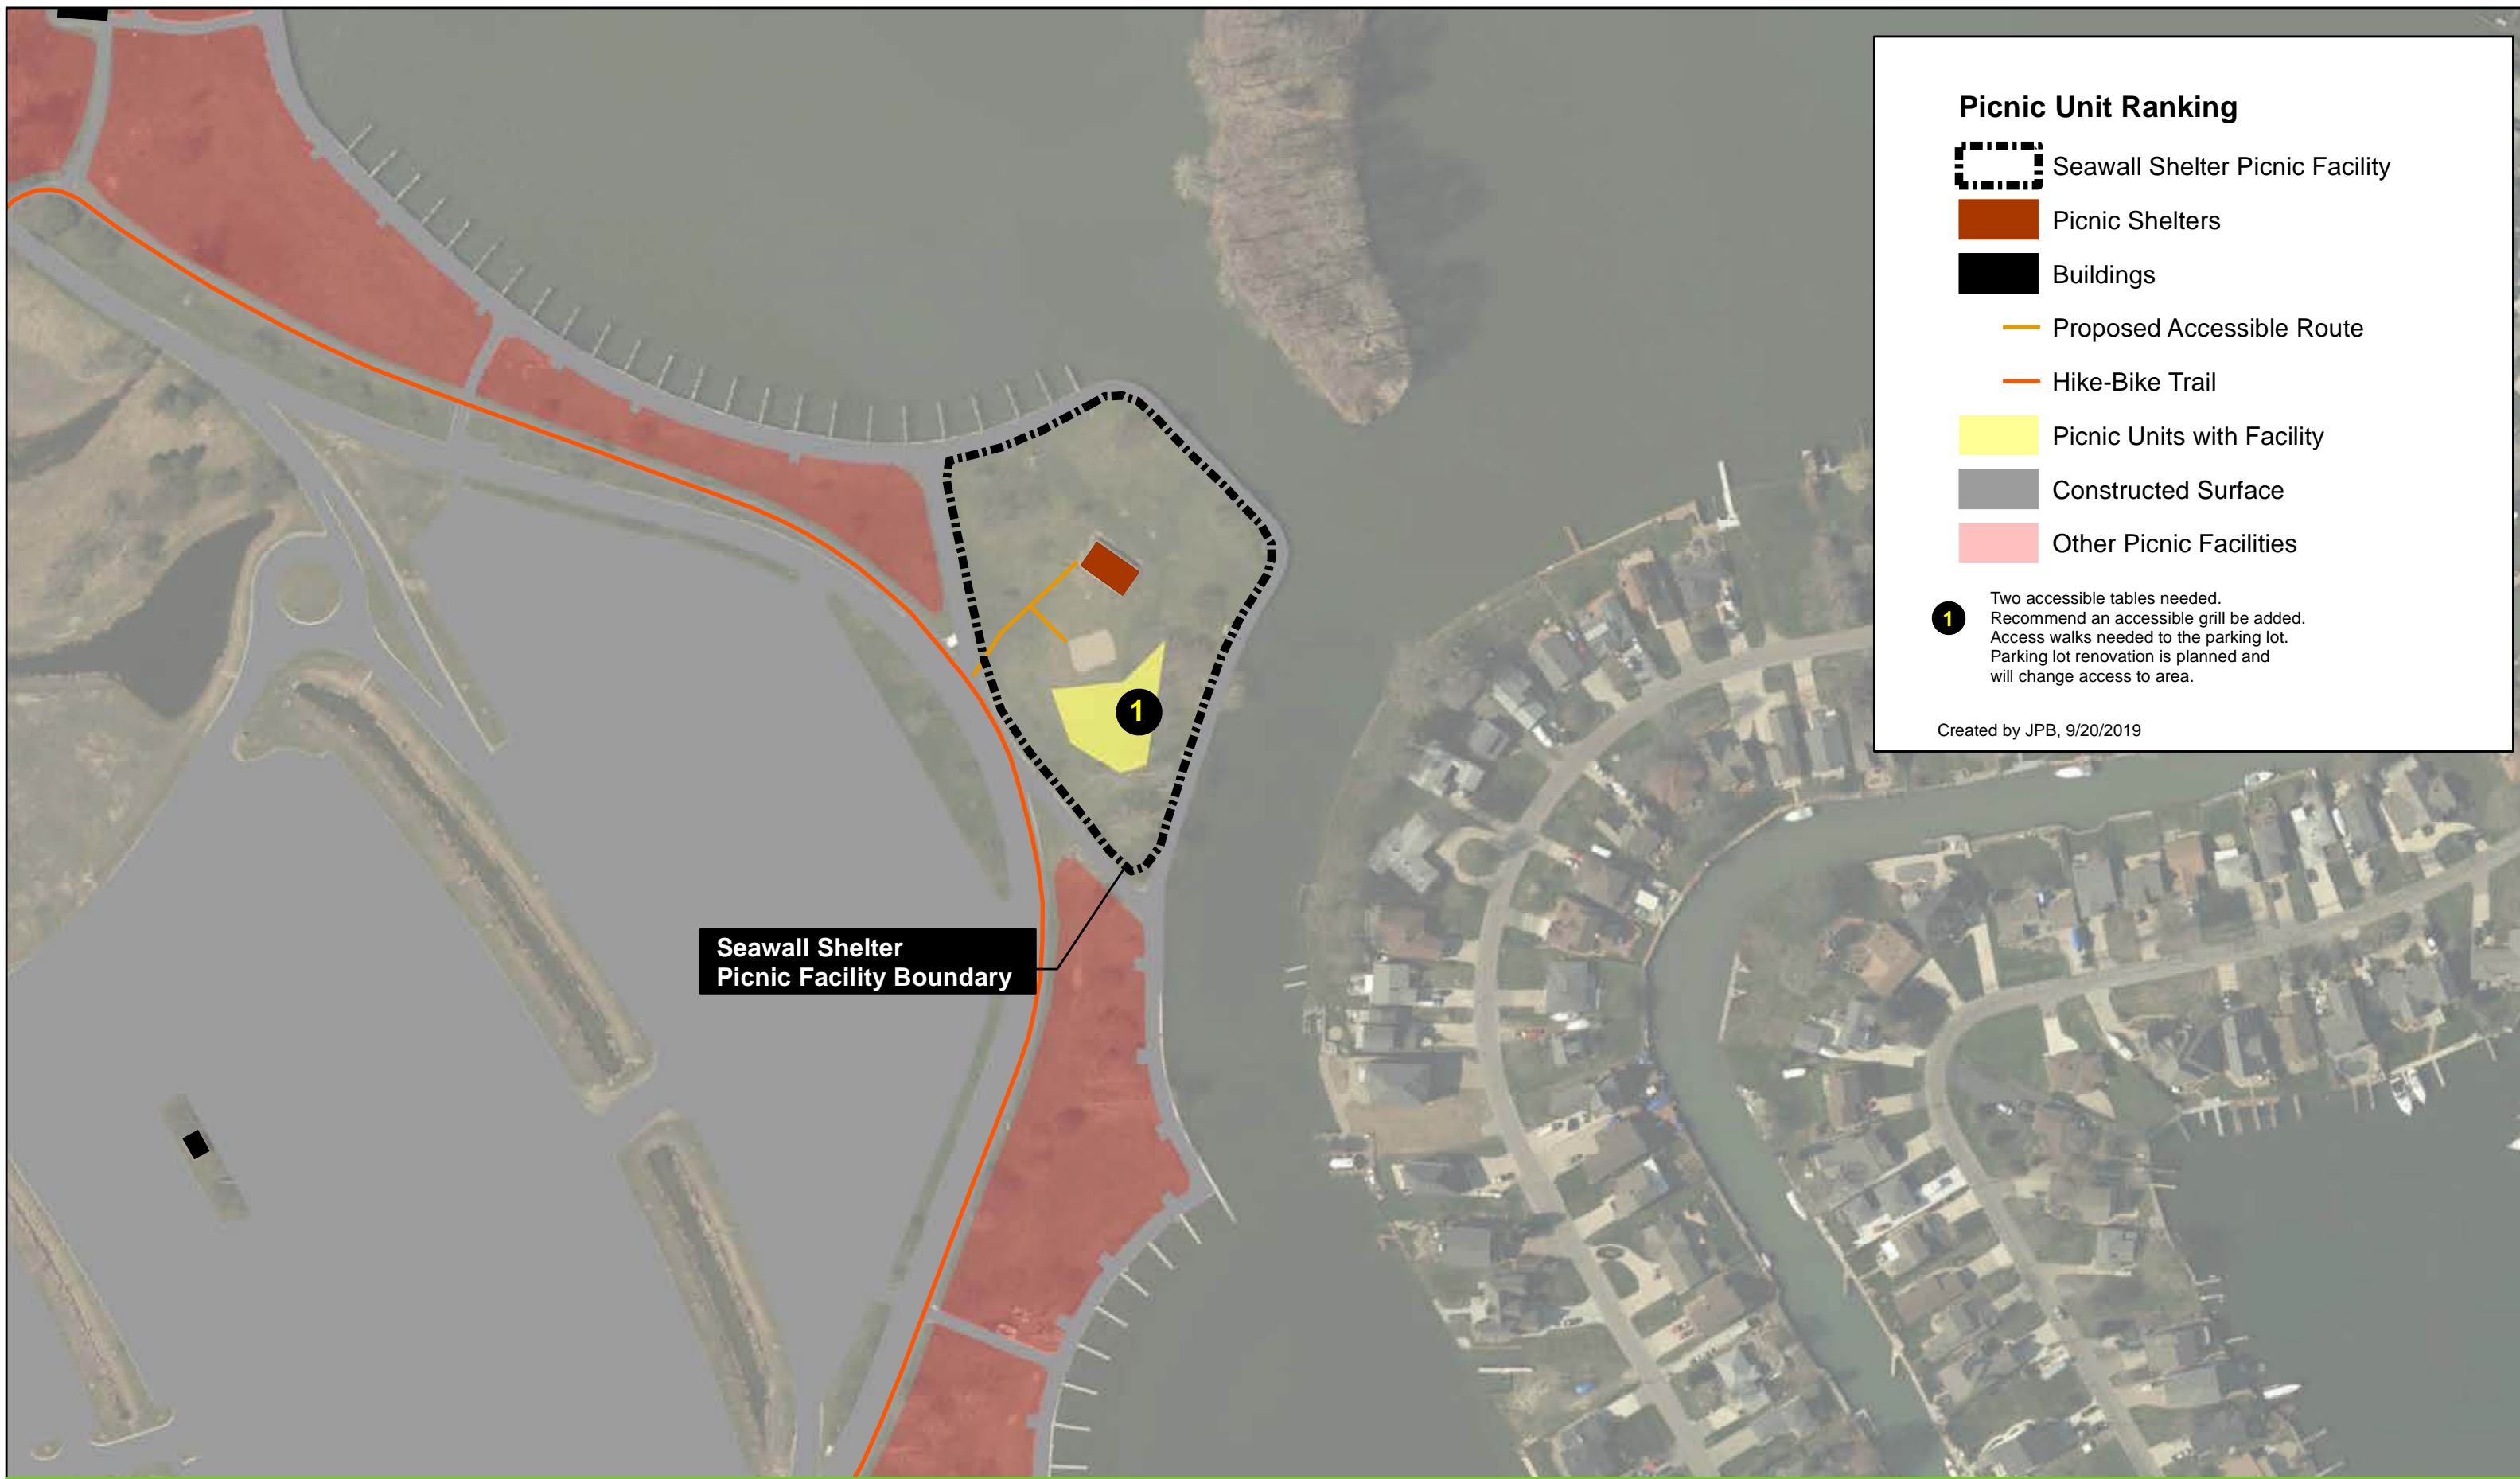 Picnic Unit Ranking
Seawall Shelter Picnic Facility
Picnic Shelters
Buildings
Proposed Accessible Route
Hike-Bike Trail
Picnic Units with Facility
Constructed Surface
Other Picnic Facilities
1
Two accessible tables needed.
Recommend an accessible grill be added.
Access walks needed to the parking lot.
Parking lot renovation is planned and
will change access to area.
Created by JPB, 9/20/2019
1
Seawall Shelter
Picnic Facility Boundary